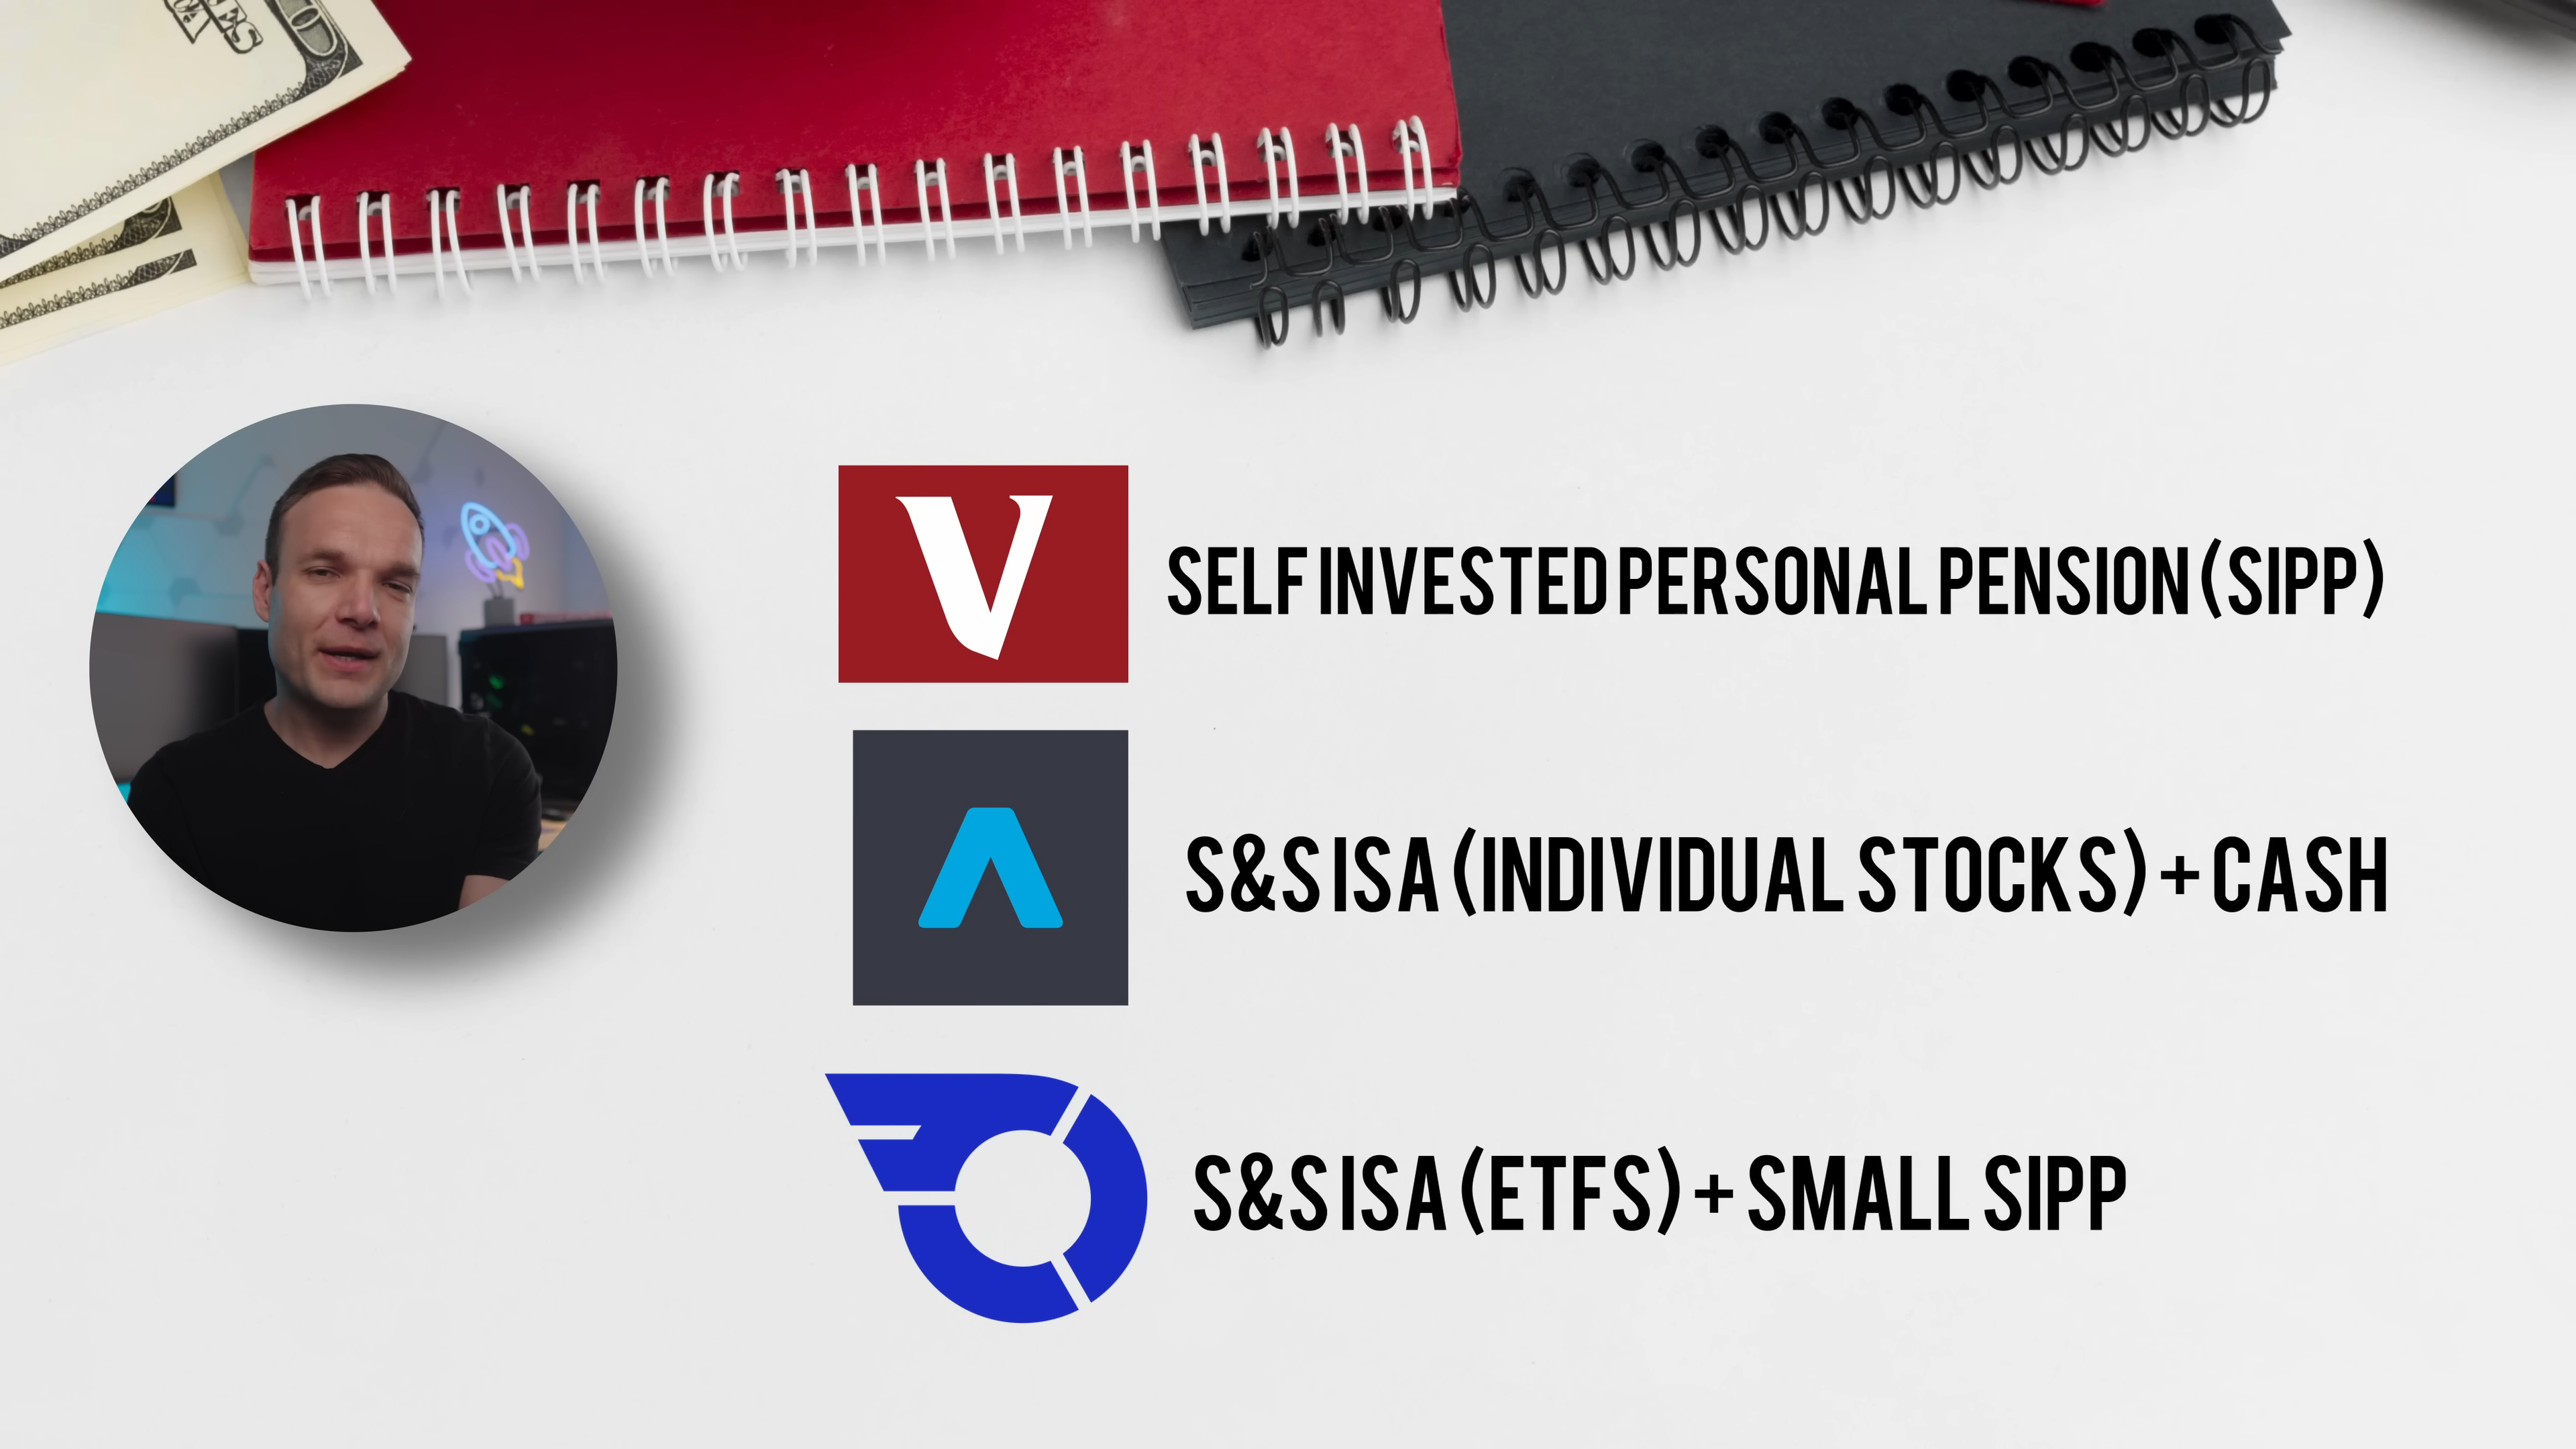 SELF INVESTED PERSONAL PENSION (SIPP)
S&S ISA (INDIVIDUAL STOCKS) + CASH
S&S ISA (ETFS) + SMALL SIPP